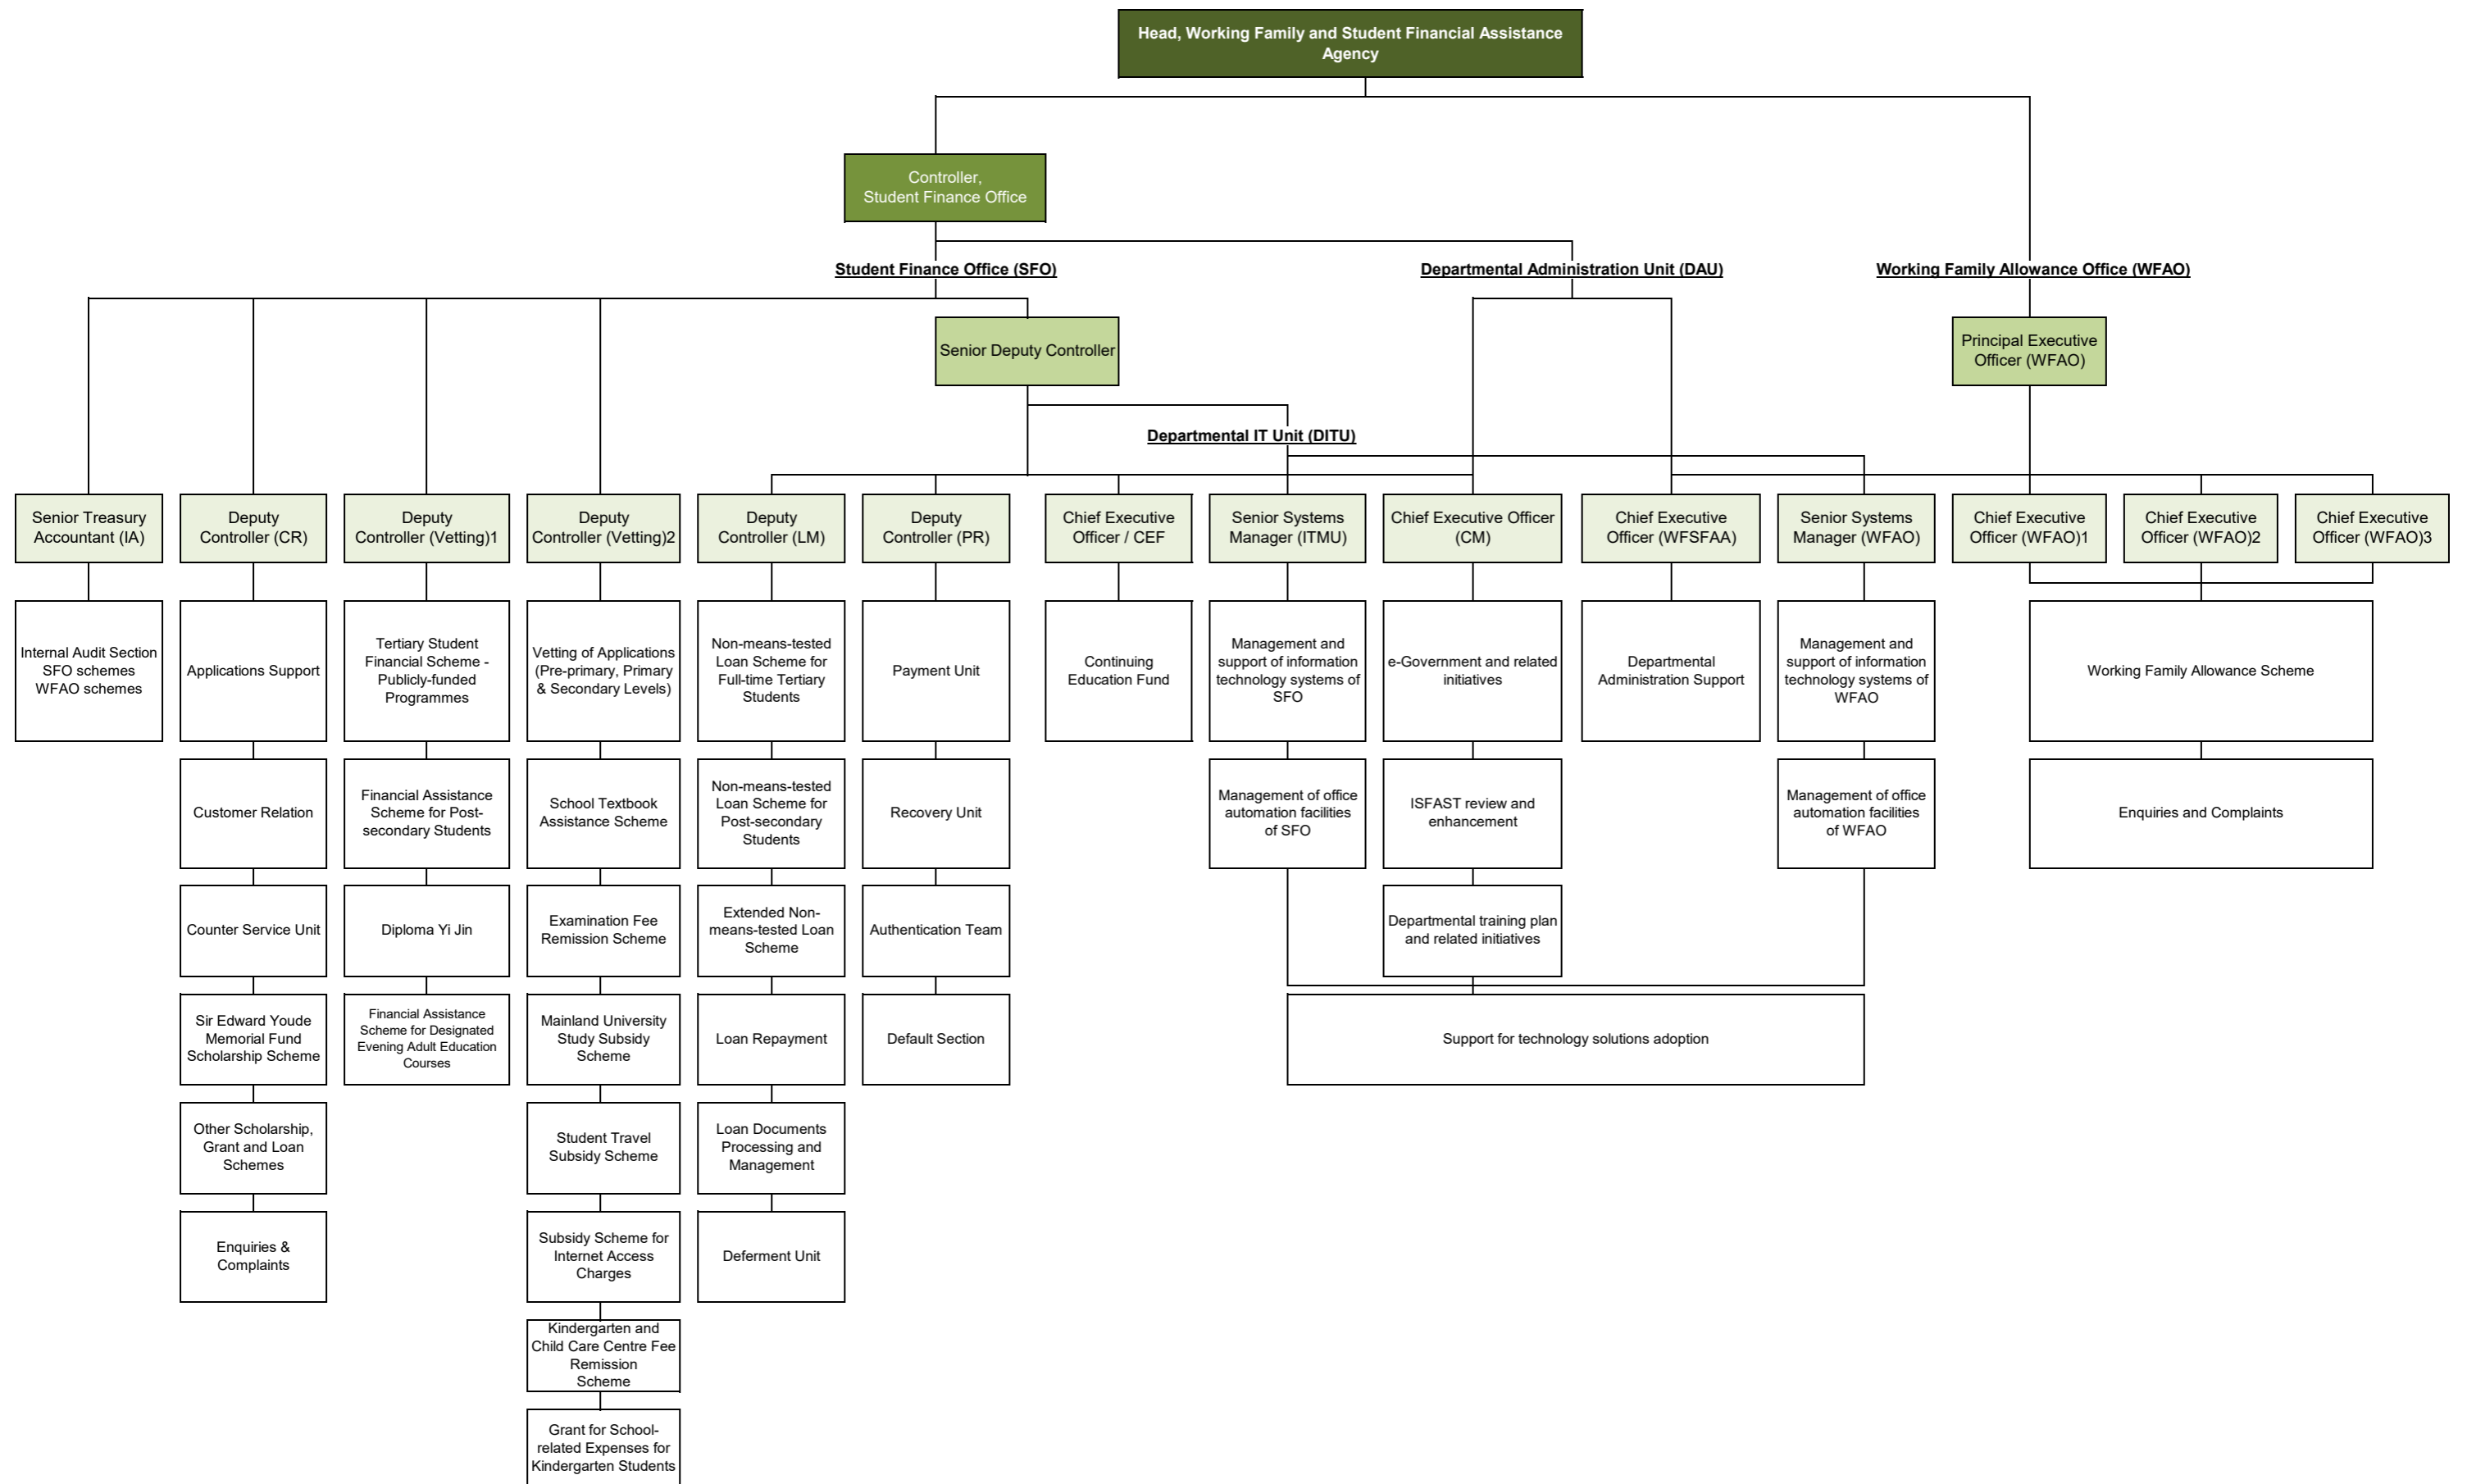 Head, Working Family and Student Financial Assistance
Agency
Controller,
Student Finance Office
Student Finance Office (SFO)
Departmental Administration Unit (DAU)
Working Family Allowance Office (WFAO)
Senior Deputy Controller
Principal Executive
Officer (WFAO)
Departmental IT Unit (DITU)
Senior Treasury
Accountant (IA)
Deputy
Controller (CR)
Deputy
Controller (Vetting)1
Deputy
Controller (Vetting)2
Deputy
Controller (LM)
Deputy
Controller (PR)
Chief Executive
Officer / CEF
Senior Systems
Manager (ITMU)
Chief Executive Officer
(CM)
Chief Executive
Officer (WFSFAA)
Senior Systems
Manager (WFAO)
Chief Executive
Officer (WFAO)1
Chief Executive
Officer (WFAO)2
Chief Executive
Officer (WFAO)3
Internal Audit Section
SFO schemes
WFAO schemes
Applications Support
Tertiary Student
Financial Scheme -
Publicly-funded
Programmes
Vetting of Applications
(Pre-primary, Primary
& Secondary Levels)
Non-means-tested
Loan Scheme for
Full-time Tertiary
Students
Payment Unit
Continuing
Education Fund
Management and
support of information
technology systems of
SFO
e-Government and related
initiatives
Departmental
Administration Support
Management and
support of information
technology systems of
WFAO
Working Family Allowance Scheme
Customer Relation
Financial Assistance
Scheme for Post-
secondary Students
School Textbook
Assistance Scheme
Non-means-tested
Loan Scheme for
Post-secondary
Students
Recovery Unit
Management of office
automation facilities
of SFO
ISFAST review and
enhancement
Management of office
automation facilities
of WFAO
Enquiries and Complaints
Counter Service Unit
Diploma Yi Jin
Examination Fee
Remission Scheme
Extended Non-
means-tested Loan
Scheme
Authentication Team
Departmental training plan
and related initiatives
Sir Edward Youde
Memorial Fund
Scholarship Scheme
Financial Assistance
Scheme for Designated
Evening Adult Education
Courses
Mainland University
Study Subsidy
Scheme
Loan Repayment
Default Section
Support for technology solutions adoption
Other Scholarship,
Grant and Loan
Schemes
Student Travel
Subsidy Scheme
Loan Documents
Processing and
Management
Enquiries &
Complaints
Subsidy Scheme for
Internet Access
Charges
Deferment Unit
Kindergarten and
Child Care Centre Fee
Remission
Scheme
Grant for School-
related Expenses for
Kindergarten Students